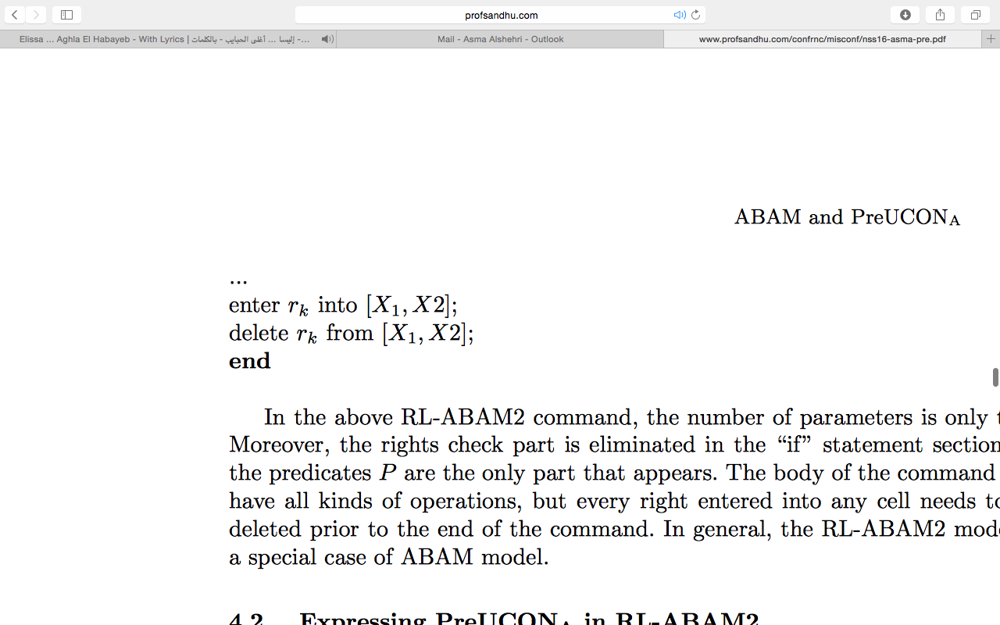 profsandhu.com
Elissa ... Aghla El Habayeb - With Lyrics | إليسا ... أغلى الحبايب - بالكلمات -...
Mail - Asma Alshehri - Outlook
www.profsandhu.com/confrnc/misconf/nss16-asma-pre.pdf
ABAM and PreUCON_A
...
enter r_k into [X_1, X2];
delete r_k from [X_1, X2];
end
In the above RL-ABAM2 command, the number of parameters is only
Moreover, the rights check part is eliminated in the “if” statement section
the predicates P are the only part that appears. The body of the command
have all kinds of operations, but every right entered into any cell needs to
deleted prior to the end of the command. In general, the RL-ABAM2 mode
a special case of ABAM model.
4.2 Expressing PreUCON_A in RL-ABAM2